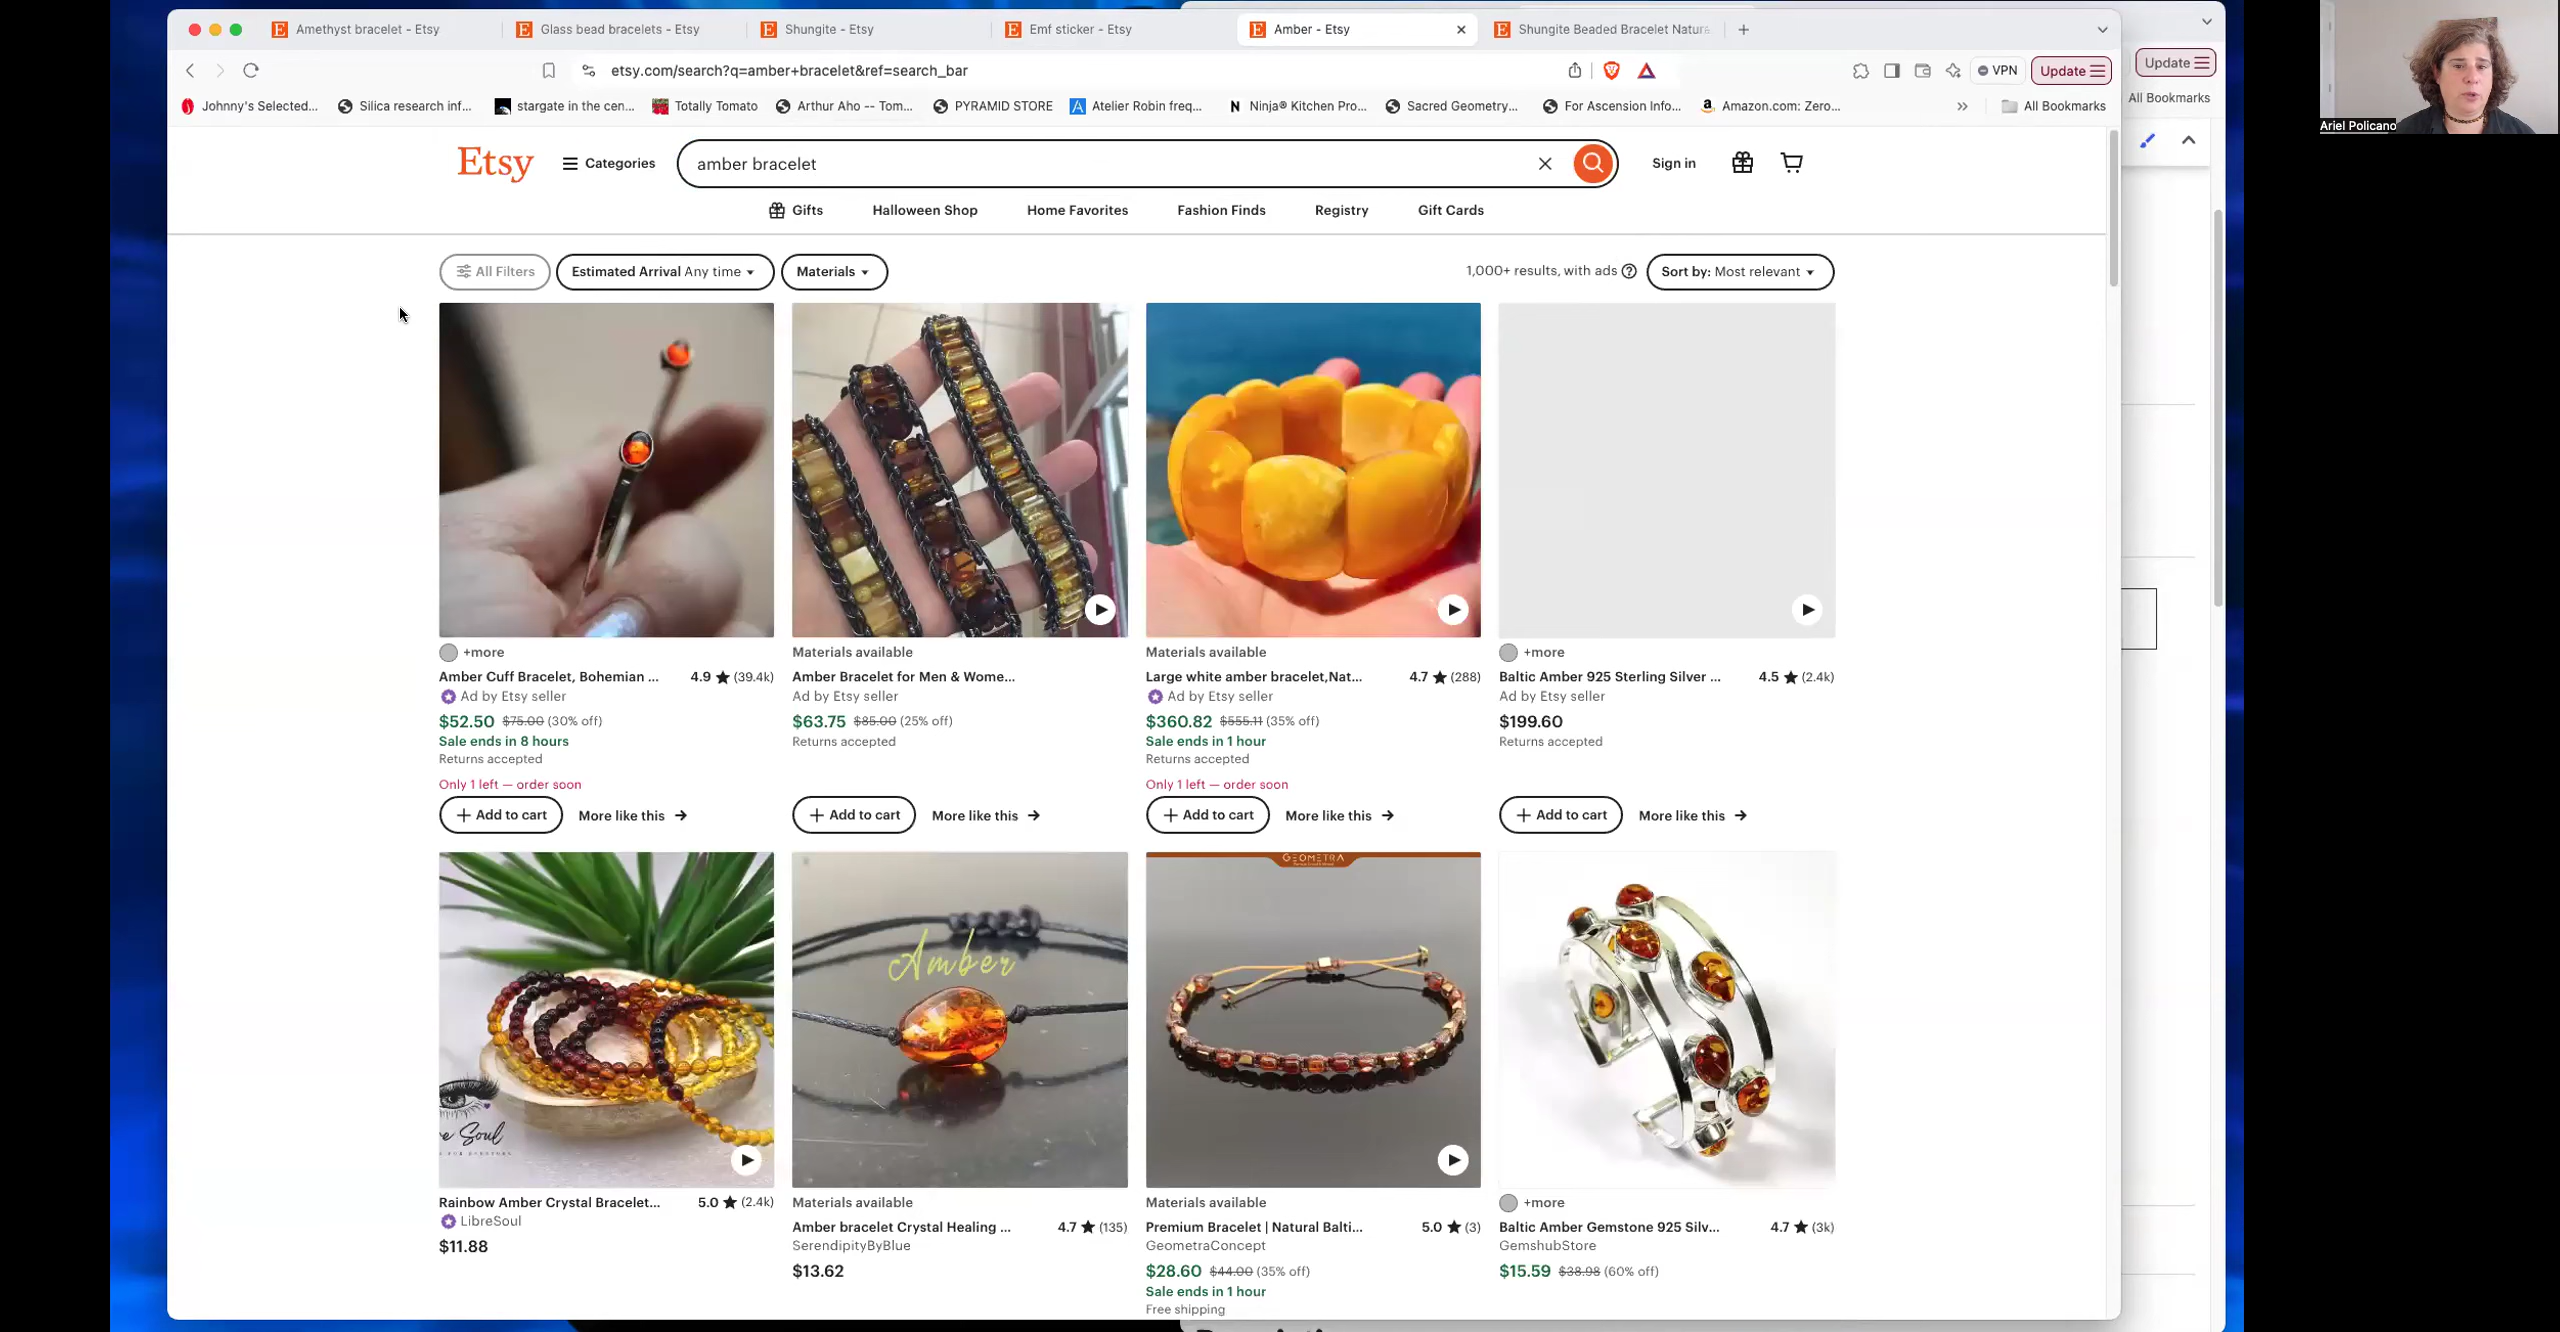 Amethyst bracelet - Etsy
Glass bead bracelets - Etsy
Shungite - Etsy
Emf sticker - Etsy
Amber - Etsy
Shungite Beaded Bracelet Natura
etsy.com/search?q=amber+bracelet&ref=search_bar
VPN
Update
Update
Johnny's Selected...
Silica research inf...
stargate in the cen...
Totally Tomato
Arthur Aho -- Tom...
PYRAMID STORE
Atelier Robin freq...
Ninja® Kitchen Pro...
Sacred Geometry...
For Ascension Info...
Amazon.com: Zero...
All Bookmarks
All Bookmarks
Ariel Policano
Etsy
Categories
amber bracelet
Sign in
Gifts
Halloween Shop
Home Favorites
Fashion Finds
Registry
Gift Cards
All Filters
Estimated Arrival Any time
Materials
1,000+ results, with ads
Sort by: Most relevant
+more
Amber Cuff Bracelet, Bohemian ...
4.9 ★ (39.4k)
Ad by Etsy seller
$52.50 $75.00 (30% off)
Sale ends in 8 hours
Returns accepted
Only 1 left — order soon
+ Add to cart
More like this →
Materials available
Amber Bracelet for Men & Wome...
Ad by Etsy seller
$63.75 $85.00 (25% off)
Returns accepted
+ Add to cart
More like this →
Materials available
Large white amber bracelet,Nat...
4.7 ★ (288)
Ad by Etsy seller
$360.82 $555.11 (35% off)
Sale ends in 1 hour
Returns accepted
Only 1 left — order soon
+ Add to cart
More like this →
+more
Baltic Amber 925 Sterling Silver ...
4.5 ★ (2.4k)
Ad by Etsy seller
$199.60
Returns accepted
+ Add to cart
More like this →
e Soul
Rainbow Amber Crystal Bracelet...
5.0 ★ (2.4k)
LibreSoul
$11.88
Amber
Materials available
Amber bracelet Crystal Healing ...
4.7 ★ (135)
SerendipityByBlue
$13.62
GEOMETRA
Materials available
Premium Bracelet | Natural Balti...
5.0 ★ (3)
GeometraConcept
$28.60 $44.00 (35% off)
Sale ends in 1 hour
Free shipping
+more
Baltic Amber Gemstone 925 Silv...
4.7 ★ (3k)
GemshubStore
$15.59 $38.98 (60% off)